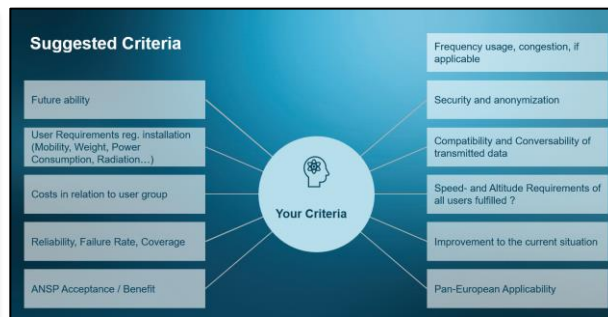 Suggested Criteria
Future ability
User Requirements reg. installation
(Mobility, Weight, Power
Consumption, Radiation…)
Costs in relation to user group
Reliability, Failure Rate, Coverage
ANSP Acceptance / Benefit
Your Criteria
Frequency usage, congestion, if
applicable
Security and anonymization
Compatibility and Conversability of
transmitted data
Speed- and Altitude Requirements of
all users fulfilled ?
Improvement to the current situation
Pan-European Applicability